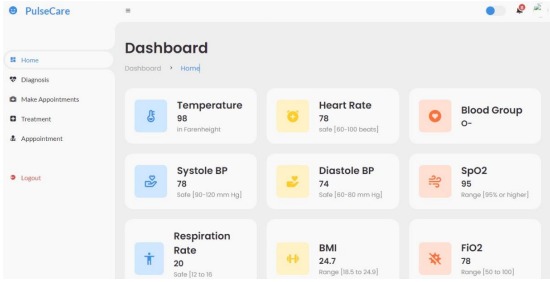 PulseCare
Dashboard
Dashboard > Home
Home
Diagnosis
Make Appointments
Treatment
Apppointment
Logout
Temperature
98
in Farenheight
Heart Rate
78
safe [60-100 beats]
Blood Group
O-
Systole BP
78
Safe [90-120 mm Hg]
Diastole BP
74
Safe [60-80 mm Hg]
SpO2
95
Range [95% or higher]
Respiration
Rate
20
Safe [12 to 16
BMI
24.7
Range [18.5 to 24.9]
FiO2
78
Range [50 to 100]